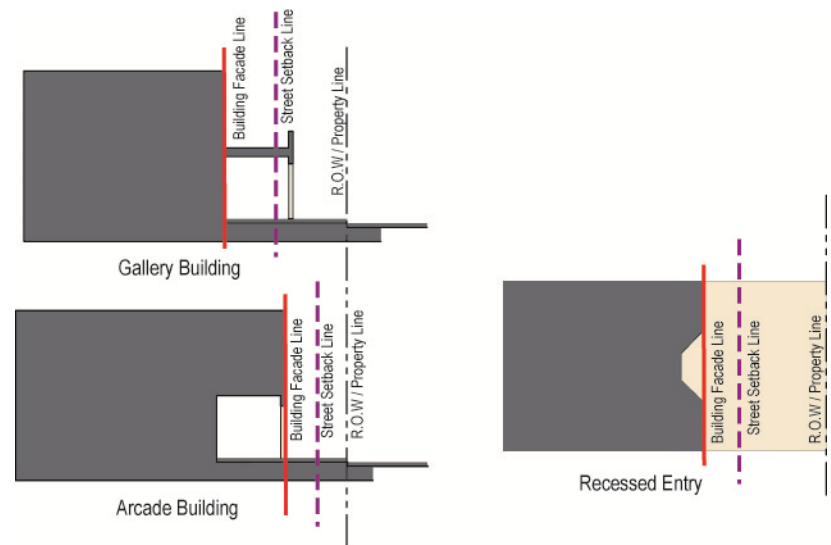 Building Facade Line
Street Setback Line
R.O.W / Property Line
Gallery Building
Building Facade Line
Street Setback Line
R.O.W / Property Line
Arcade Building
Building Facade Line
Street Setback Line
R.O.W / Property Line
Recessed Entry